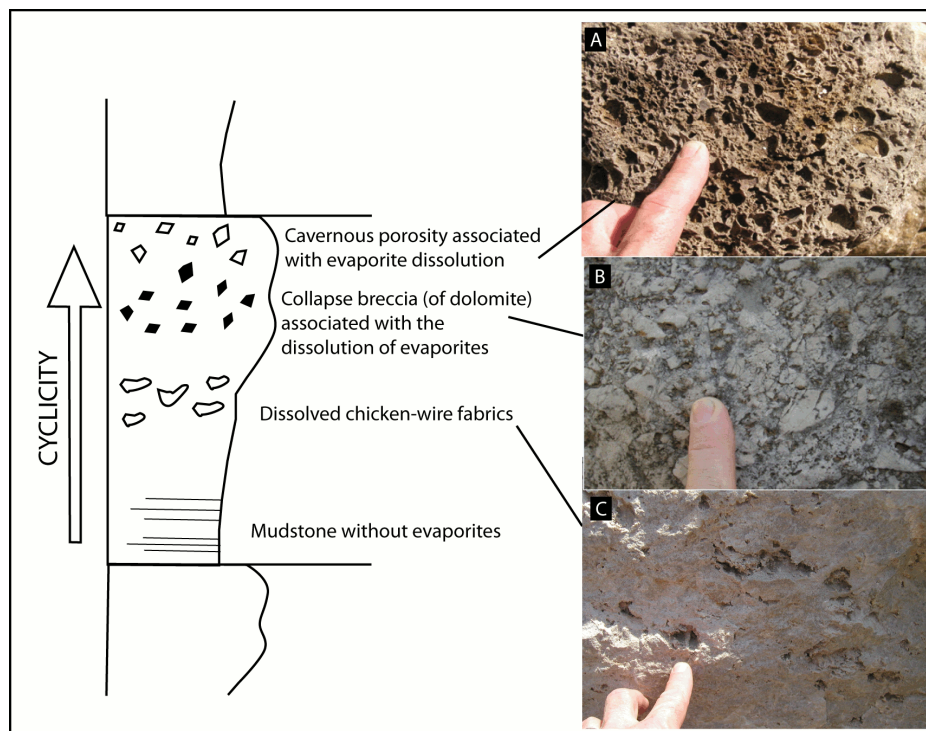 A
Cavernous porosity associated
with evaporite dissolution
B
Collapse breccia (of dolomite)
associated with the
dissolution of evaporites
CYCLICITY
Dissolved chicken-wire fabrics
C
Mudstone without evaporites